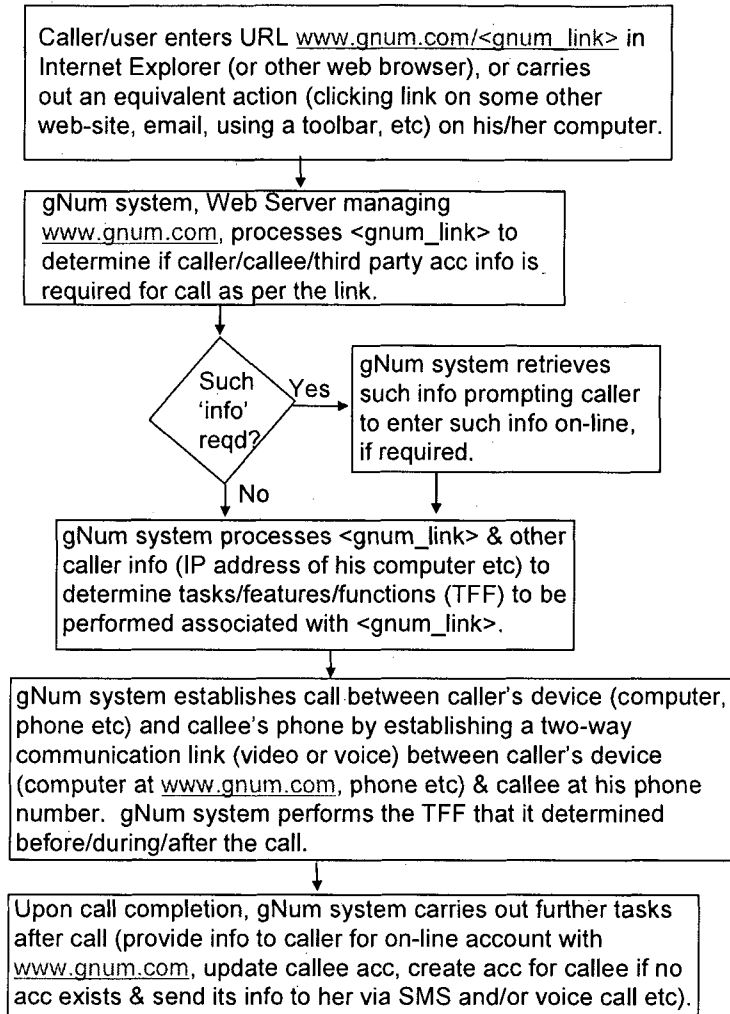 Caller/user enters URL www.gnum.com/<gnum_link> in
Internet Explorer (or other web browser), or carries
out an equivalent action (clicking link on some other
web-site, email, using a toolbar, etc) on his/her computer.
gNum system, Web Server managing
www.gnum.com, processes <gnum_link> to
determine if caller/callee/third party acc info is
required for call as per the link.
Such
'info'
reqd?
Yes
gNum system retrieves
such info prompting caller
to enter such info on-line,
if required.
No
gNum system processes <gnum_link> & other
caller info (IP address of his computer etc) to
determine tasks/features/functions (TFF) to be
performed associated with <gnum_link>.
gNum system establishes call between caller's device (computer,
phone etc) and callee's phone by establishing a two-way
communication link (video or voice) between caller's device
(computer at www.gnum.com, phone etc) & callee at his phone
number. gNum system performs the TFF that it determined
before/during/after the call.
Upon call completion, gNum system carries out further tasks
after call (provide info to caller for on-line account with
www.gnum.com, update callee acc, create acc for callee if no
acc exists & send its info to her via SMS and/or voice call etc).